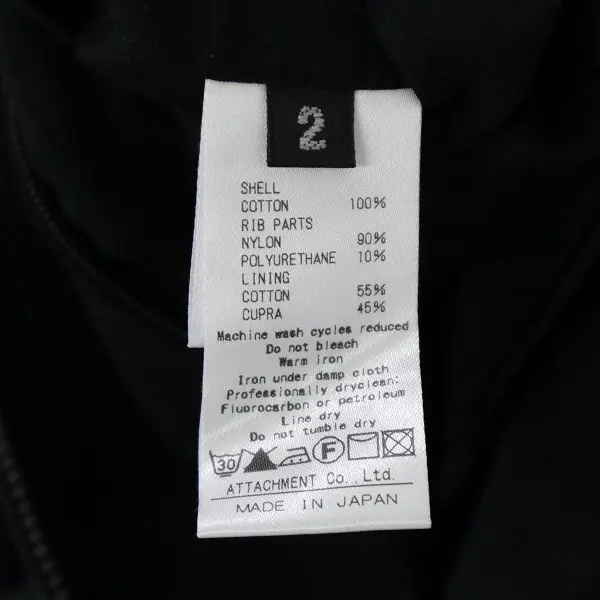 2
SHELL
COTTON 100%
RIB PARTS
NYLON 90%
POLYURETHANE 10%
LINING
COTTON 55%
CUPRA 45%
Machine wash cycles reduced
Do not bleach
Warm iron
Iron under damp cloth
Professionally dryclean:
Fluorocarbon or petroleum
Line dry
Do not tumble dry
30 F
ATTACHMENT Co.,Ltd.
MADE IN JAPAN